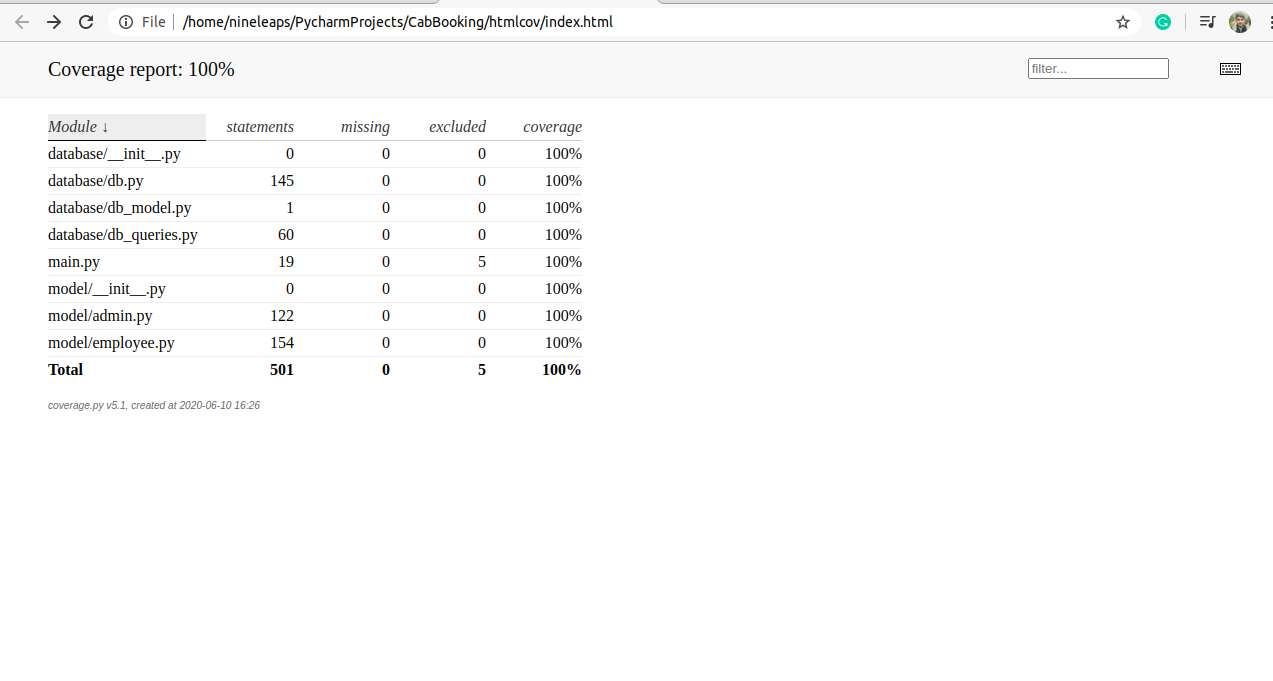 File /home/nineleaps/PycharmProjects/CabBooking/htmlcov/index.html
Coverage report: 100%
filter...
Module ↓ statements missing excluded coverage
database/__init__.py 0 0 0 100%
database/db.py 145 0 0 100%
database/db_model.py 1 0 0 100%
database/db_queries.py 60 0 0 100%
main.py 19 0 5 100%
model/__init__.py 0 0 0 100%
model/admin.py 122 0 0 100%
model/employee.py 154 0 0 100%
Total 501 0 5 100%
coverage.py v5.1, created at 2020-06-10 16:26